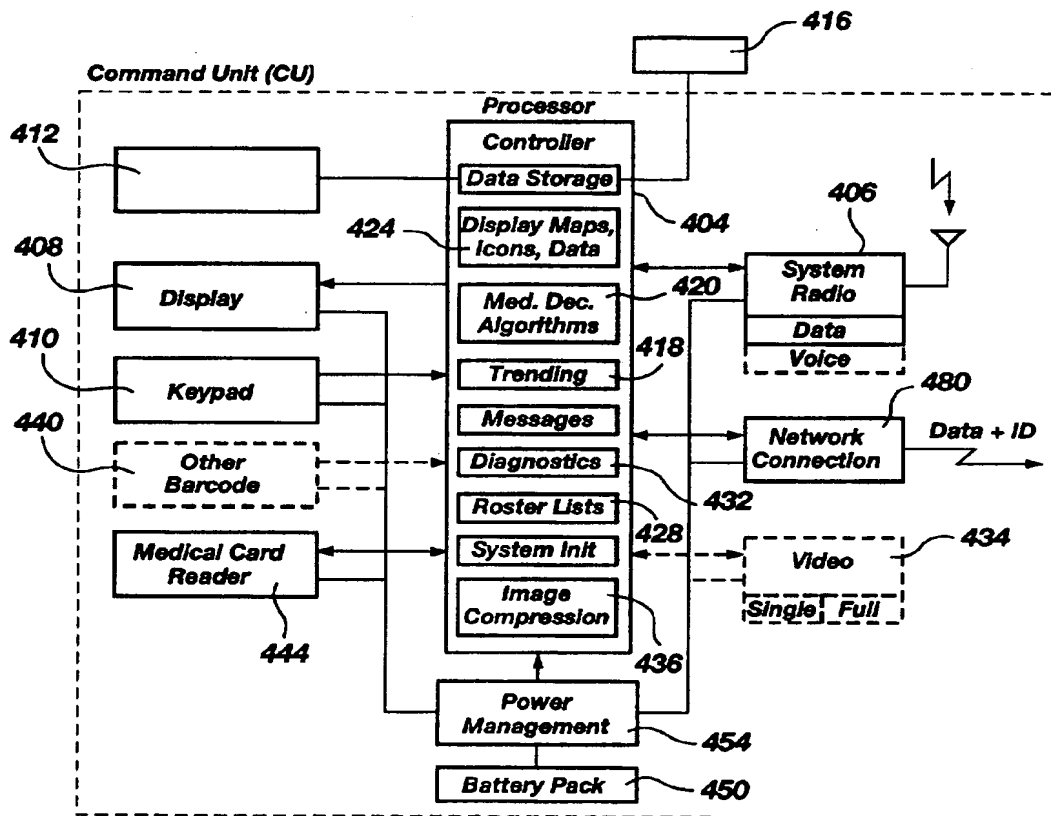 416
Command Unit (CU)
Processor
412
Controller
Data Storage
404
406
424
Display Maps,
Icons, Data
408
System
Radio
Display
420
Med. Dec.
Algorithms
Data
410
418
Voice
Trending
Keypad
480
440
Messages
Network
Connection
Data + ID
Other
Barcode
Diagnostics
432
Roster Lists
428
434
Medical Card
Reader
System Init
Video
Image
Compression
Single
Full
444
436
Power
Management
454
Battery Pack
450